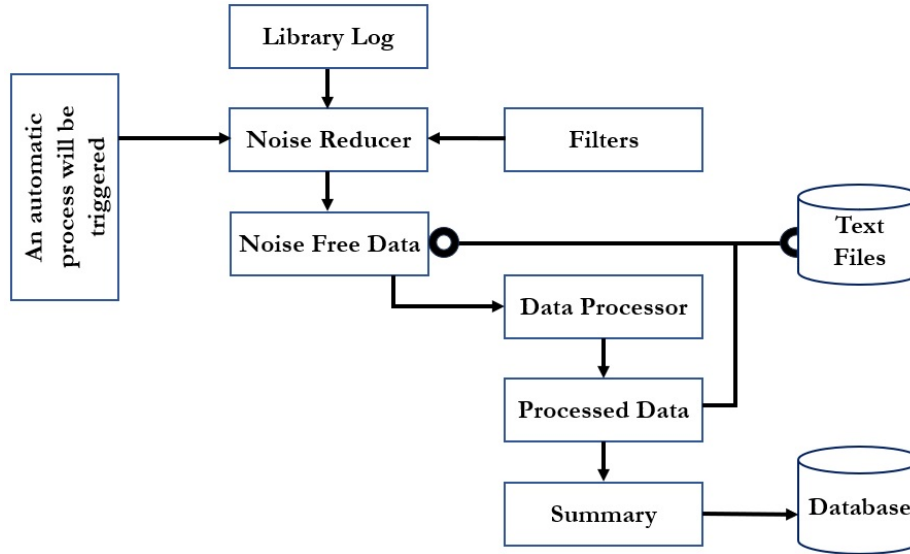 Library Log
An automatic
process will be
triggered
Noise Reducer
Filters
Noise Free Data
Text
Files
Data Processor
Processed Data
Summary
Database